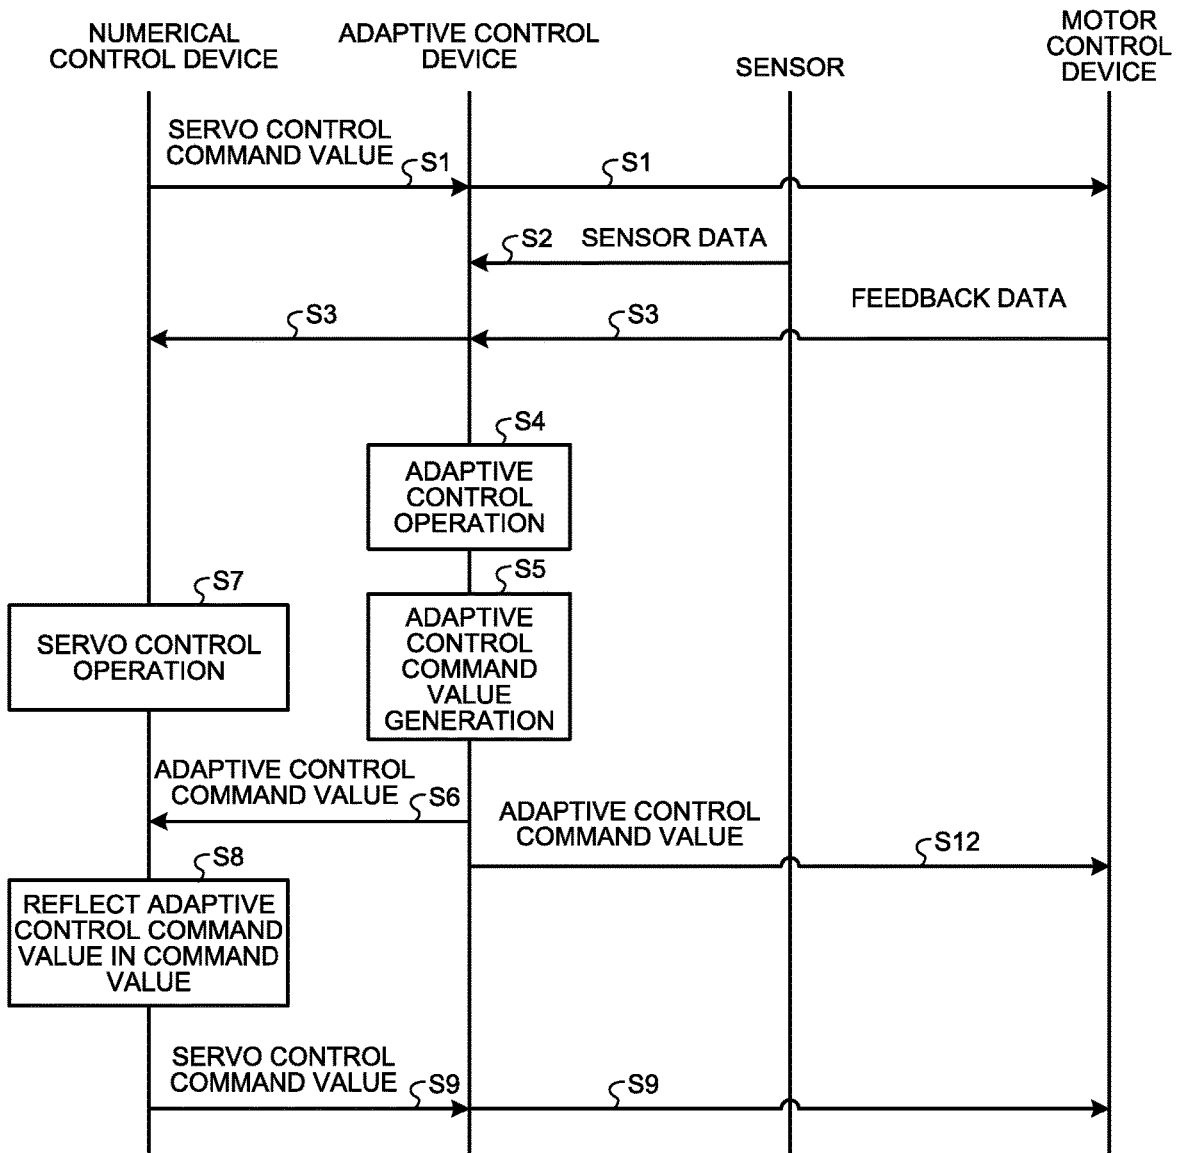 NUMERICAL
CONTROL DEVICE
ADAPTIVE CONTROL
DEVICE
SENSOR
MOTOR
CONTROL
DEVICE
SERVO CONTROL
COMMAND VALUE
S1
S1
S2
SENSOR DATA
FEEDBACK DATA
S3
S3
S4
ADAPTIVE
CONTROL
OPERATION
S5
ADAPTIVE
CONTROL
COMMAND
VALUE
GENERATION
S7
SERVO CONTROL
OPERATION
ADAPTIVE CONTROL
COMMAND VALUE
S6
ADAPTIVE CONTROL
COMMAND VALUE
S12
S8
REFLECT ADAPTIVE
CONTROL COMMAND
VALUE IN COMMAND
VALUE
SERVO CONTROL
COMMAND VALUE
S9
S9